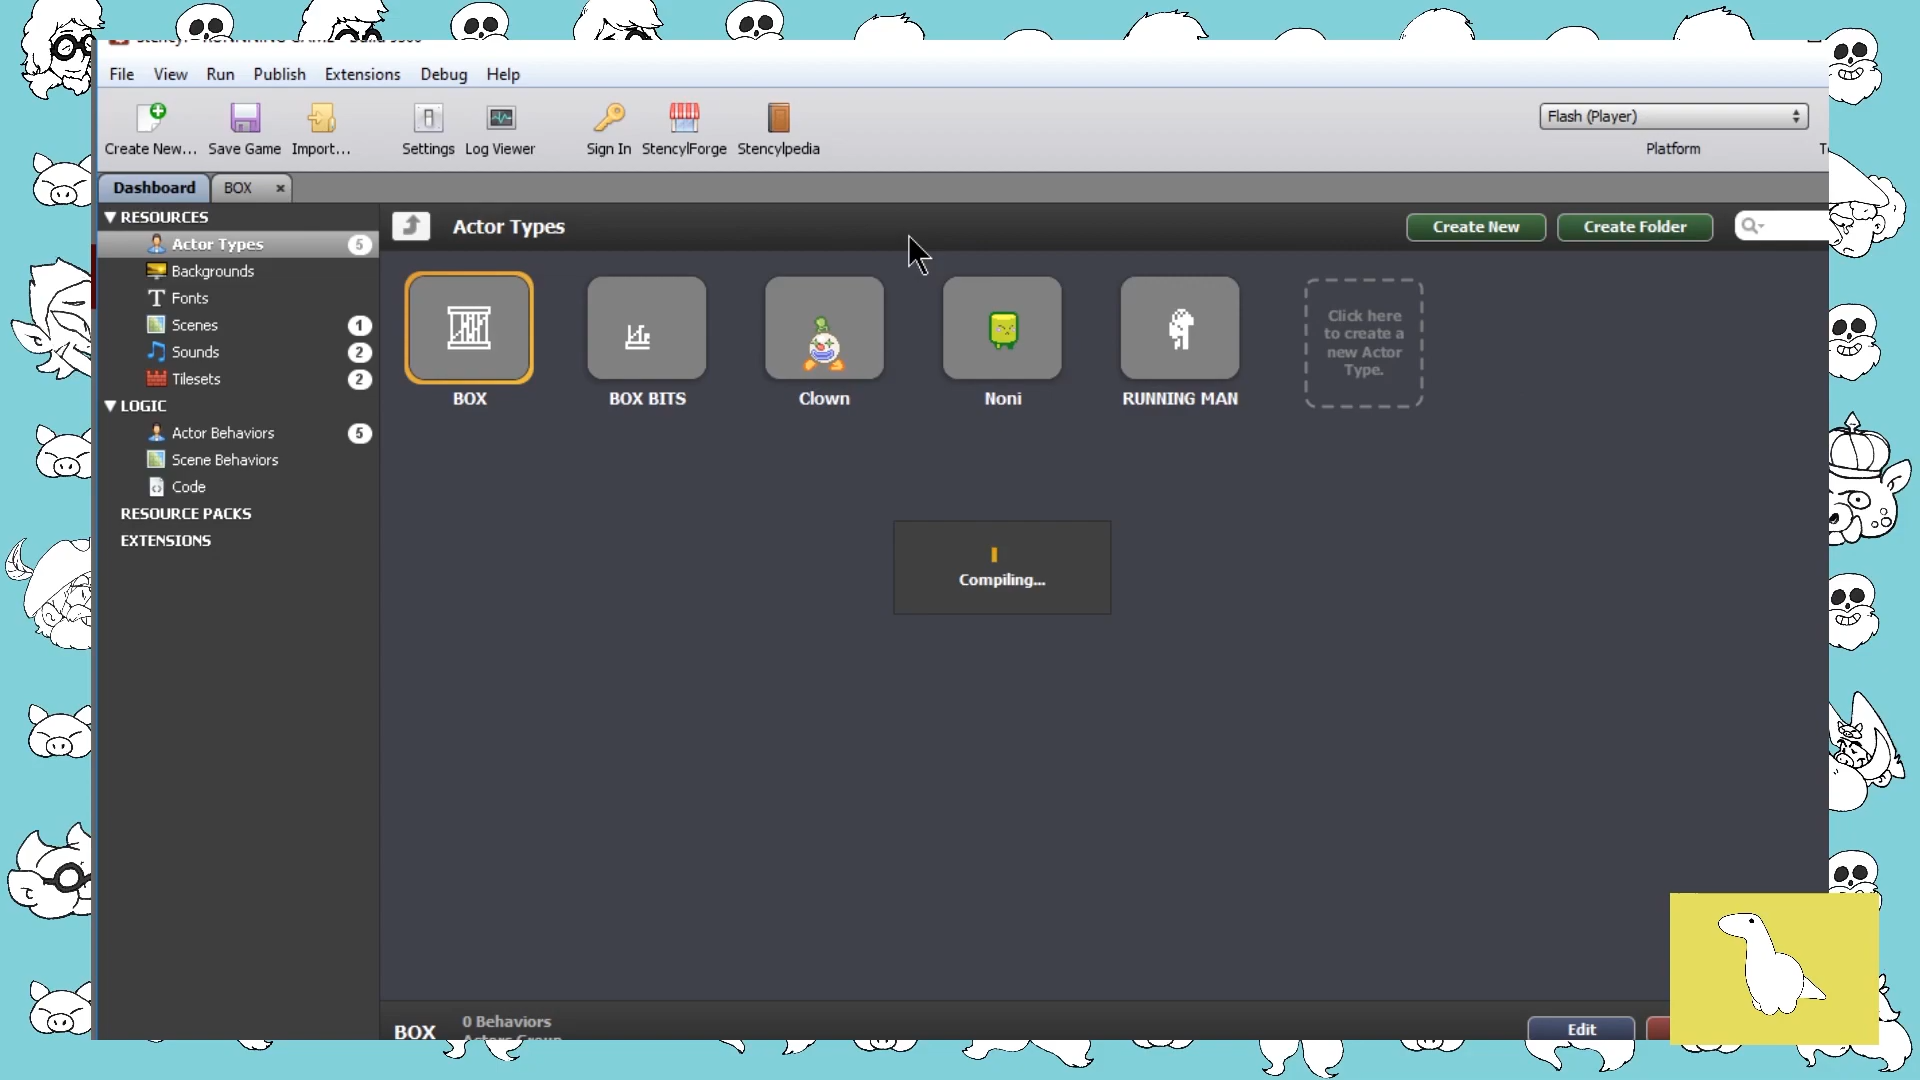 File View Run Publish Extensions Debug Help
Create New... Save Game Import... Settings Log Viewer Sign In StencylForge Stencylpedia
Flash (Player)
Platform
Dashboard BOX
RESOURCES
Actor Types 5
Backgrounds
Fonts
Scenes 1
Sounds 2
Tilesets 2
LOGIC
Actor Behaviors 5
Scene Behaviors
Code
RESOURCE PACKS
EXTENSIONS
Actor Types
Create New Create Folder
BOX BOX BITS Clown Noni RUNNING MAN
Click here
to create a
new Actor
Type.
Compiling...
BOX
0 Behaviors
Edit